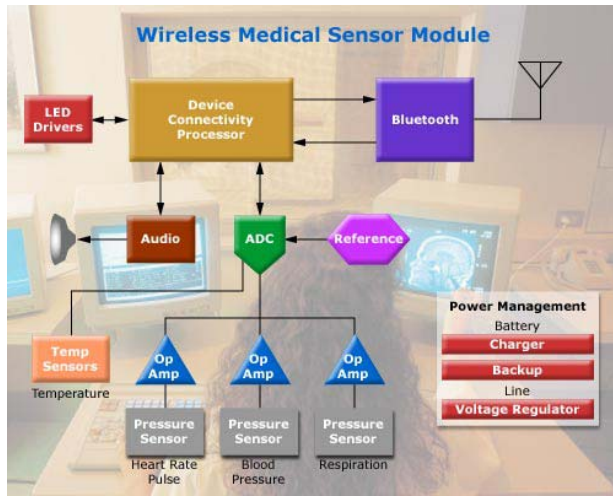 Wireless Medical Sensor Module
LED
Drivers
Device
Connectivity
Processor
Bluetooth
Audio
ADC
Reference
Temp
Sensors
Temperature
Op
Amp
Op
Amp
Op
Amp
Pressure
Sensor
Heart Rate
Pulse
Pressure
Sensor
Blood
Pressure
Pressure
Sensor
Respiration
Power Management
Battery
Charger
Backup
Line
Voltage Regulator